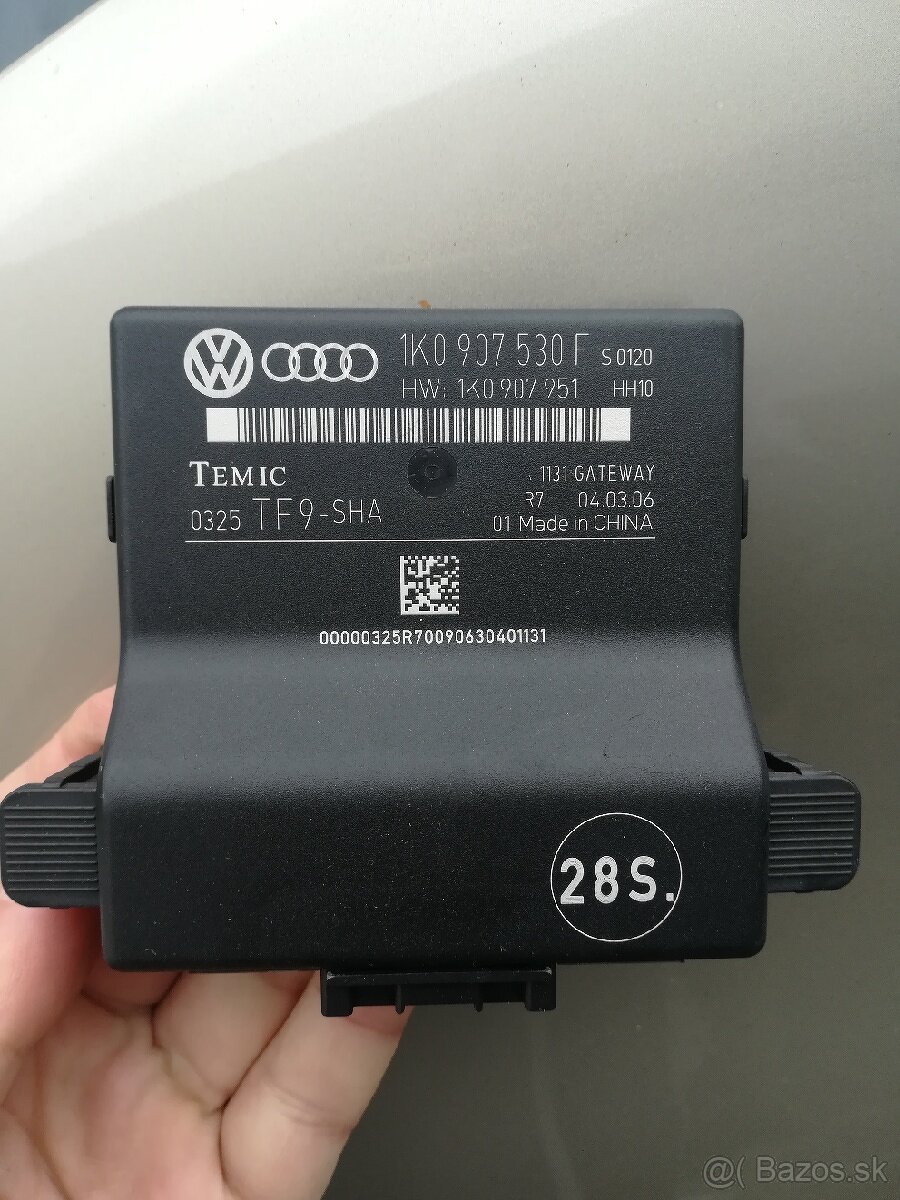 1K0 907 530 F S 0120
HW: 1K0 907 951 HH10
TEMIC
1131 GATEWAY
0325 TF9-SHA
R7 04.03.06
01 Made in CHINA
00000325R70090630401131
28S.
@( Bazos.sk